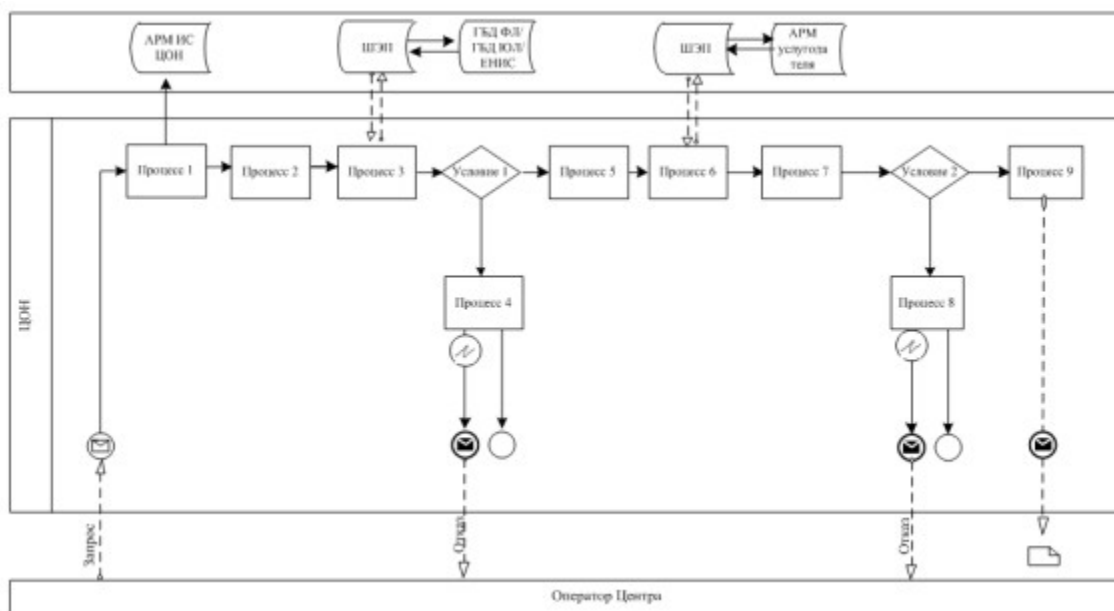 АРМ ИС
ЦОН
ШЭП
ГБД ФЛ/
ГБД ЮЛ/
ЕНИС
ШЭП
АРМ
услугода
теля
Процесс 1
Процесс 2
Процесс 3
Условие 1
Процесс 5
Процесс 6
Процесс 7
Условие 2
Процесс 9
Процесс 4
Процесс 8
ЦОН
Запрос
Отказ
Отказ
Оператор Центра